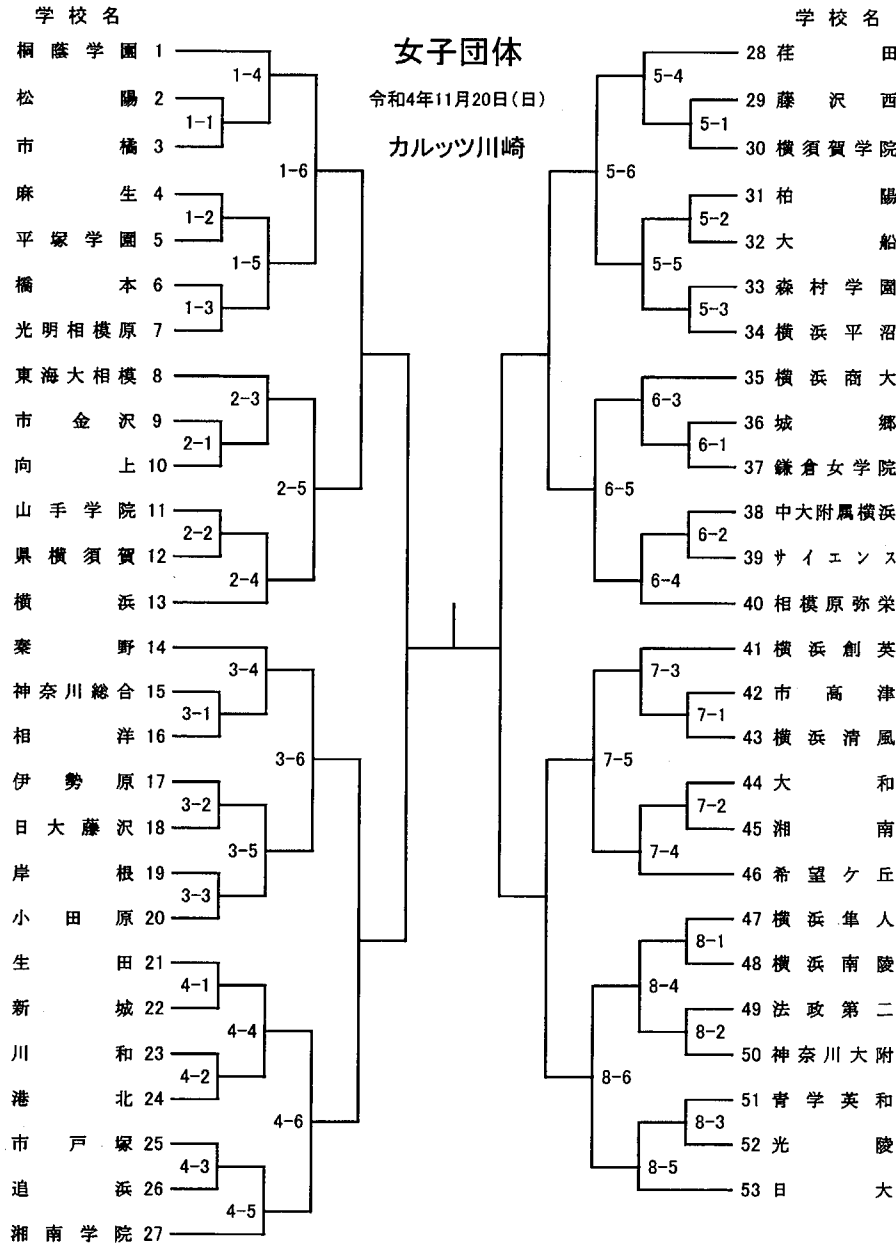 学校名
桐蔭学園 1
松陽 2
市橘 3
麻生 4
平塚学園 5
橋本 6
光明相模原 7
東海大相模 8
市金沢 9
向上 10
山手学院 11
県横須賀 12
横浜 13
秦野 14
神奈川総合 15
相洋 16
伊勢原 17
日大藤沢 18
岸根 19
小田原 20
生田 21
新城 22
川和 23
港北 24
市戸塚 25
追浜 26
湘南学院 27
1-4
1-1
1-6
1-2
1-5
1-3
2-3
2-1
2-5
2-2
2-4
3-4
3-1
3-6
3-2
3-5
3-3
4-1
4-4
4-2
4-6
4-3
4-5
女子団体
令和4年11月20日(日)
カルッツ川崎
5-4
5-1
5-6
5-2
5-5
5-3
6-3
6-1
6-5
6-2
6-4
7-3
7-1
7-5
7-2
7-4
8-1
8-4
8-2
8-6
8-3
8-5
学校名
28 荏田
29 藤沢西
30 横須賀学院
31 柏陽
32 大船
33 森村学園
34 横浜平沼
35 横浜商大
36 城郷
37 鎌倉女学院
38 中大附属横浜
39 サイエンス
40 相模原弥栄
41 横浜創英
42 市高津
43 横浜清風
44 大和
45 湘南
46 希望ケ丘
47 横浜隼人
48 横浜南陵
49 法政第二
50 神奈川大附
51 青学英和
52 光陵
53 日大